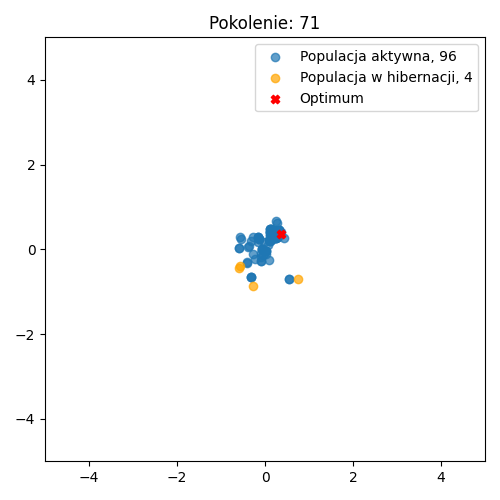 Pokolenie: 71
Populacja aktywna, 96
Populacja w hibernacji, 4
Optimum
4
2
0
−2
−4
−4 −2 0 2 4